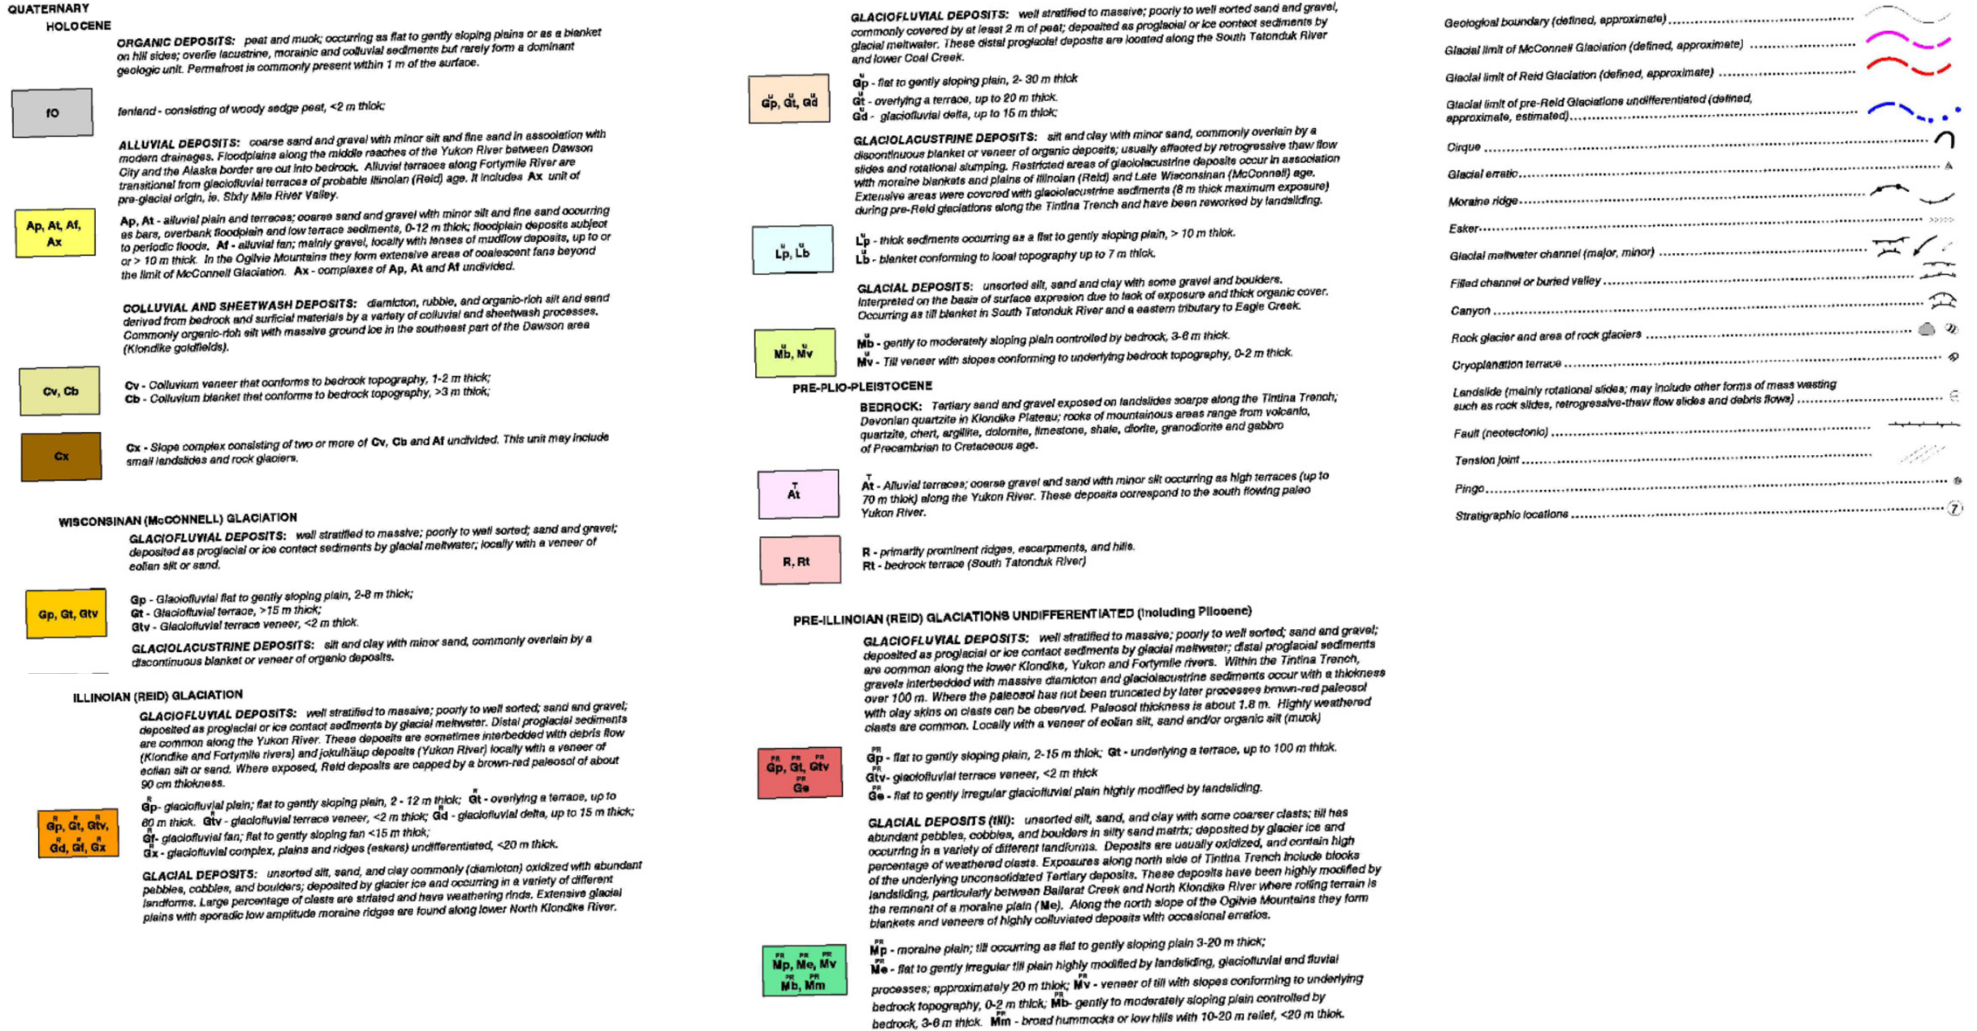 QUATERNARY
HOLOCENE
ORGANIC DEPOSITS: peat and muck; occurring as flat to gently sloping plains or as a blanket
on hill sides; overlie lacustrine, morainic and colluvial sediments but rarely form a dominant
geologic unit. Permafrost is commonly present within 1 m of the surface.
fO
fenland - consisting of woody sedge peat, <2 m thick;
ALLUVIAL DEPOSITS: coarse sand and gravel with minor silt and fine sand in association with
modern drainages. Floodplains along the middle reaches of the Yukon River between Dawson
City and the Alaska border are cut into bedrock. Alluvial terraces along Fortymile River are
transitional from glaciofluvial terraces of probable Illinoian (Reid) age. It includes Ax unit of
pre-glacial origin, ie. Sixty Mile River Valley.
Ap, At, Af,
Ax
Ap, At - alluvial plain and terraces; coarse sand and gravel with minor silt and fine sand occurring
as bars, overbank floodplain and low terrace sediments, 0-12 m thick; floodplain deposits subject
to periodic floods. Af - alluvial fan; mainly gravel, locally with lenses of mudflow deposits, up to or
or > 10 m thick. In the Ogilvie Mountains they form extensive areas of coalescent fans beyond
the limit of McConnell Glaciation. Ax - complexes of Ap, At and Af undivided.
COLLUVIAL AND SHEETWASH DEPOSITS: diamicton, rubble, and organic-rich silt and sand
derived from bedrock and surficial materials by a variety of colluvial and sheetwash processes.
Commonly organic-rich silt with massive ground ice in the southeast part of the Dawson area
(Klondike goldfields).
Cv, Cb
Cv - Colluvium veneer that conforms to bedrock topography, 1-2 m thick;
Cb - Colluvium blanket that conforms to bedrock topography, >3 m thick;
Cx
Cx - Slope complex consisting of two or more of Cv, Cb and Af undivided. This unit may include
small landslides and rock glaciers.
WISCONSINAN (McCONNELL) GLACIATION
GLACIOFLUVIAL DEPOSITS: well stratified to massive; poorly to well sorted; sand and gravel;
deposited as proglacial or ice contact sediments by glacial meltwater; locally with a veneer of
eolian silt or sand.
Gp, Gt, Gtv
Gp - Glaciofluvial flat to gently sloping plain, 2-8 m thick;
Gt - Glaciofluvial terrace, >15 m thick;
Gtv - Glaciofluvial terrace veneer, <2 m thick.
GLACIOLACUSTRINE DEPOSITS: silt and clay with minor sand, commonly overlain by a
discontinuous blanket or veneer of organic deposits.
ILLINOIAN (REID) GLACIATION
GLACIOFLUVIAL DEPOSITS: well stratified to massive; poorly to well sorted; sand and gravel;
deposited as proglacial or ice contact sediments by glacial meltwater. Distal proglacial sediments
are common along the Yukon River. These deposits are sometimes interbedded with debris flow
(Klondike and Fortymile rivers) and jokulhäup deposits (Yukon River) locally with a veneer of
eolian silt or sand. Where exposed, Reid deposits are capped by a brown-red paleosol of about
90 cm thickness.
R R R
Gp, Gt, Gtv,
R R R
Gd, Gf, Gx
R R
Gp- glaciofluvial plain; flat to gently sloping plain, 2 - 12 m thick; Gt - overlying a terrace, up to
R R
60 m thick. Gtv - glaciofluvial terrace veneer, <2 m thick; Gd - glaciofluvial delta, up to 15 m thick;
R
Gf- glaciofluvial fan; flat to gently sloping fan <15 m thick;
R
Gx - glaciofluvial complex, plains and ridges (eskers) undifferentiated, <20 m thick.
GLACIAL DEPOSITS: unsorted silt, sand, and clay commonly (diamicton) oxidized with abundant
pebbles, cobbles, and boulders; deposited by glacier ice and occurring in a variety of different
landforms. Large percentage of clasts are striated and have weathering rinds. Extensive glacial
plains with sporadic low amplitude moraine ridges are found along lower North Klondike River.
GLACIOFLUVIAL DEPOSITS: well stratified to massive; poorly to well sorted sand and gravel,
commonly covered by at least 2 m of peat; deposited as proglacial or ice contact sediments by
glacial meltwater. These distal proglacial deposits are located along the South Tatonduk River
and lower Coal Creek.
u u u
Gp, Gt, Gd
u
Gp - flat to gently sloping plain, 2- 30 m thick
u
Gt - overlying a terrace, up to 20 m thick.
u
Gd - glaciofluvial delta, up to 15 m thick;
GLACIOLACUSTRINE DEPOSITS: silt and clay with minor sand, commonly overlain by a
discontinuous blanket or veneer of organic deposits; usually affected by retrogressive thaw flow
slides and rotational slumping. Restricted areas of glaciolacustrine deposits occur in association
with moraine blankets and plains of Illinoian (Reid) and Late Wisconsinan (McConnell) age.
Extensive areas were covered with glaciolacustrine sediments (8 m thick maximum exposure)
during pre-Reid glaciations along the Tintina Trench and have been reworked by landsliding.
u u
Lp, Lb
u
Lp - thick sediments occurring as a flat to gently sloping plain, > 10 m thick.
u
Lb - blanket conforming to local topography up to 7 m thick.
GLACIAL DEPOSITS: unsorted silt, sand and clay with some gravel and boulders.
Interpreted on the basis of surface expresion due to lack of exposure and thick organic cover.
Occurring as till blanket in South Tatonduk River and a eastern tributary to Eagle Creek.
u u
Mb, Mv
u
Mb - gently to moderately sloping plain controlled by bedrock, 3-6 m thick.
u
Mv - Till veneer with slopes conforming to underlying bedrock topography, 0-2 m thick.
PRE-PLIO-PLEISTOCENE
BEDROCK: Tertiary sand and gravel exposed on landslides scarps along the Tintina Trench;
Devonian quartzite in Klondike Plateau; rocks of mountainous areas range from volcanic,
quartzite, chert, argillite, dolomite, limestone, shale, diorite, granodiorite and gabbro
of Precambrian to Cretaceous age.
T
At
T
At - Alluvial terraces; coarse gravel and sand with minor silt occurring as high terraces (up to
70 m thick) along the Yukon River. These deposits correspond to the south flowing paleo
Yukon River.
R, Rt
R - primarily prominent ridges, escarpments, and hills.
Rt - bedrock terrace (South Tatonduk River)
PRE-ILLINOIAN (REID) GLACIATIONS UNDIFFERENTIATED (including Pliocene)
GLACIOFLUVIAL DEPOSITS: well stratified to massive; poorly to well sorted; sand and gravel;
deposited as proglacial or ice contact sediments by glacial meltwater; distal proglacial sediments
are common along the lower Klondike, Yukon and Fortymile rivers. Within the Tintina Trench,
gravels interbedded with massive diamicton and glaciolacustrine sediments occur with a thickness
over 100 m. Where the paleosol has not been truncated by later processes brown-red paleosol
with clay skins on clasts can be observed. Paleosol thickness is about 1.8 m. Highly weathered
clasts are common. Locally with a veneer of eolian silt, sand and/or organic silt (muck)
PR PR PR
Gp, Gt, Gtv
PR
Ge
PR
Gp - flat to gently sloping plain, 2-15 m thick; Gt - underlying a terrace, up to 100 m thick.
PR
Gtv- glaciofluvial terrace veneer, <2 m thick
PR
Ge - flat to gently irregular glaciofluvial plain highly modified by landsliding.
GLACIAL DEPOSITS (till): unsorted silt, sand, and clay with some coarser clasts; till has
abundant pebbles, cobbles, and boulders in silty sand matrix; deposited by glacier ice and
occurring in a variety of different landforms. Deposits are usually oxidized, and contain high
percentage of weathered clasts. Exposures along north side of Tintina Trench include blocks
of the underlying unconsolidated Tertiary deposits. These deposits have been highly modified by
landsliding, particularly between Ballarat Creek and North Klondike River where rolling terrain is
the remnant of a moraine plain (Me). Along the north slope of the Ogilvie Mountains they form
blankets and veneers of highly colluviated deposits with occasional erratics.
PR PR PR
Mp, Me, Mv
PR PR
Mb, Mm
PR
Mp - moraine plain; till occurring as flat to gently sloping plain 3-20 m thick;
PR
Me - flat to gently irregular till plain highly modified by landsliding, glaciofluvial and fluvial
PR
processes; approximately 20 m thick; Mv - veneer of till with slopes conforming to underlying
PR
bedrock topography, 0-2 m thick; Mb- gently to moderately sloping plain controlled by
PR
bedrock, 3-6 m thick. Mm - broad hummocks or low hills with 10-20 m relief, <20 m thick.
Geological boundary (defined, approximate)
Glacial limit of McConnell Glaciation (defined, approximate)
Glacial limit of Reid Glaciation (defined, approximate)
Glacial limit of pre-Reid Glaciations undifferentiated (defined,
approximate, estimated)
Cirque
Glacial erratic
Moraine ridge
Esker
Glacial meltwater channel (major, minor)
Filled channel or buried valley
Canyon
Rock glacier and area of rock glaciers
Cryoplanation terrace
Landslide (mainly rotational slides; may include other forms of mass wasting
such as rock slides, retrogressive-thaw flow slides and debris flows)
Fault (neotectonic)
Tension joint
Pingo
Stratigraphic locations
7